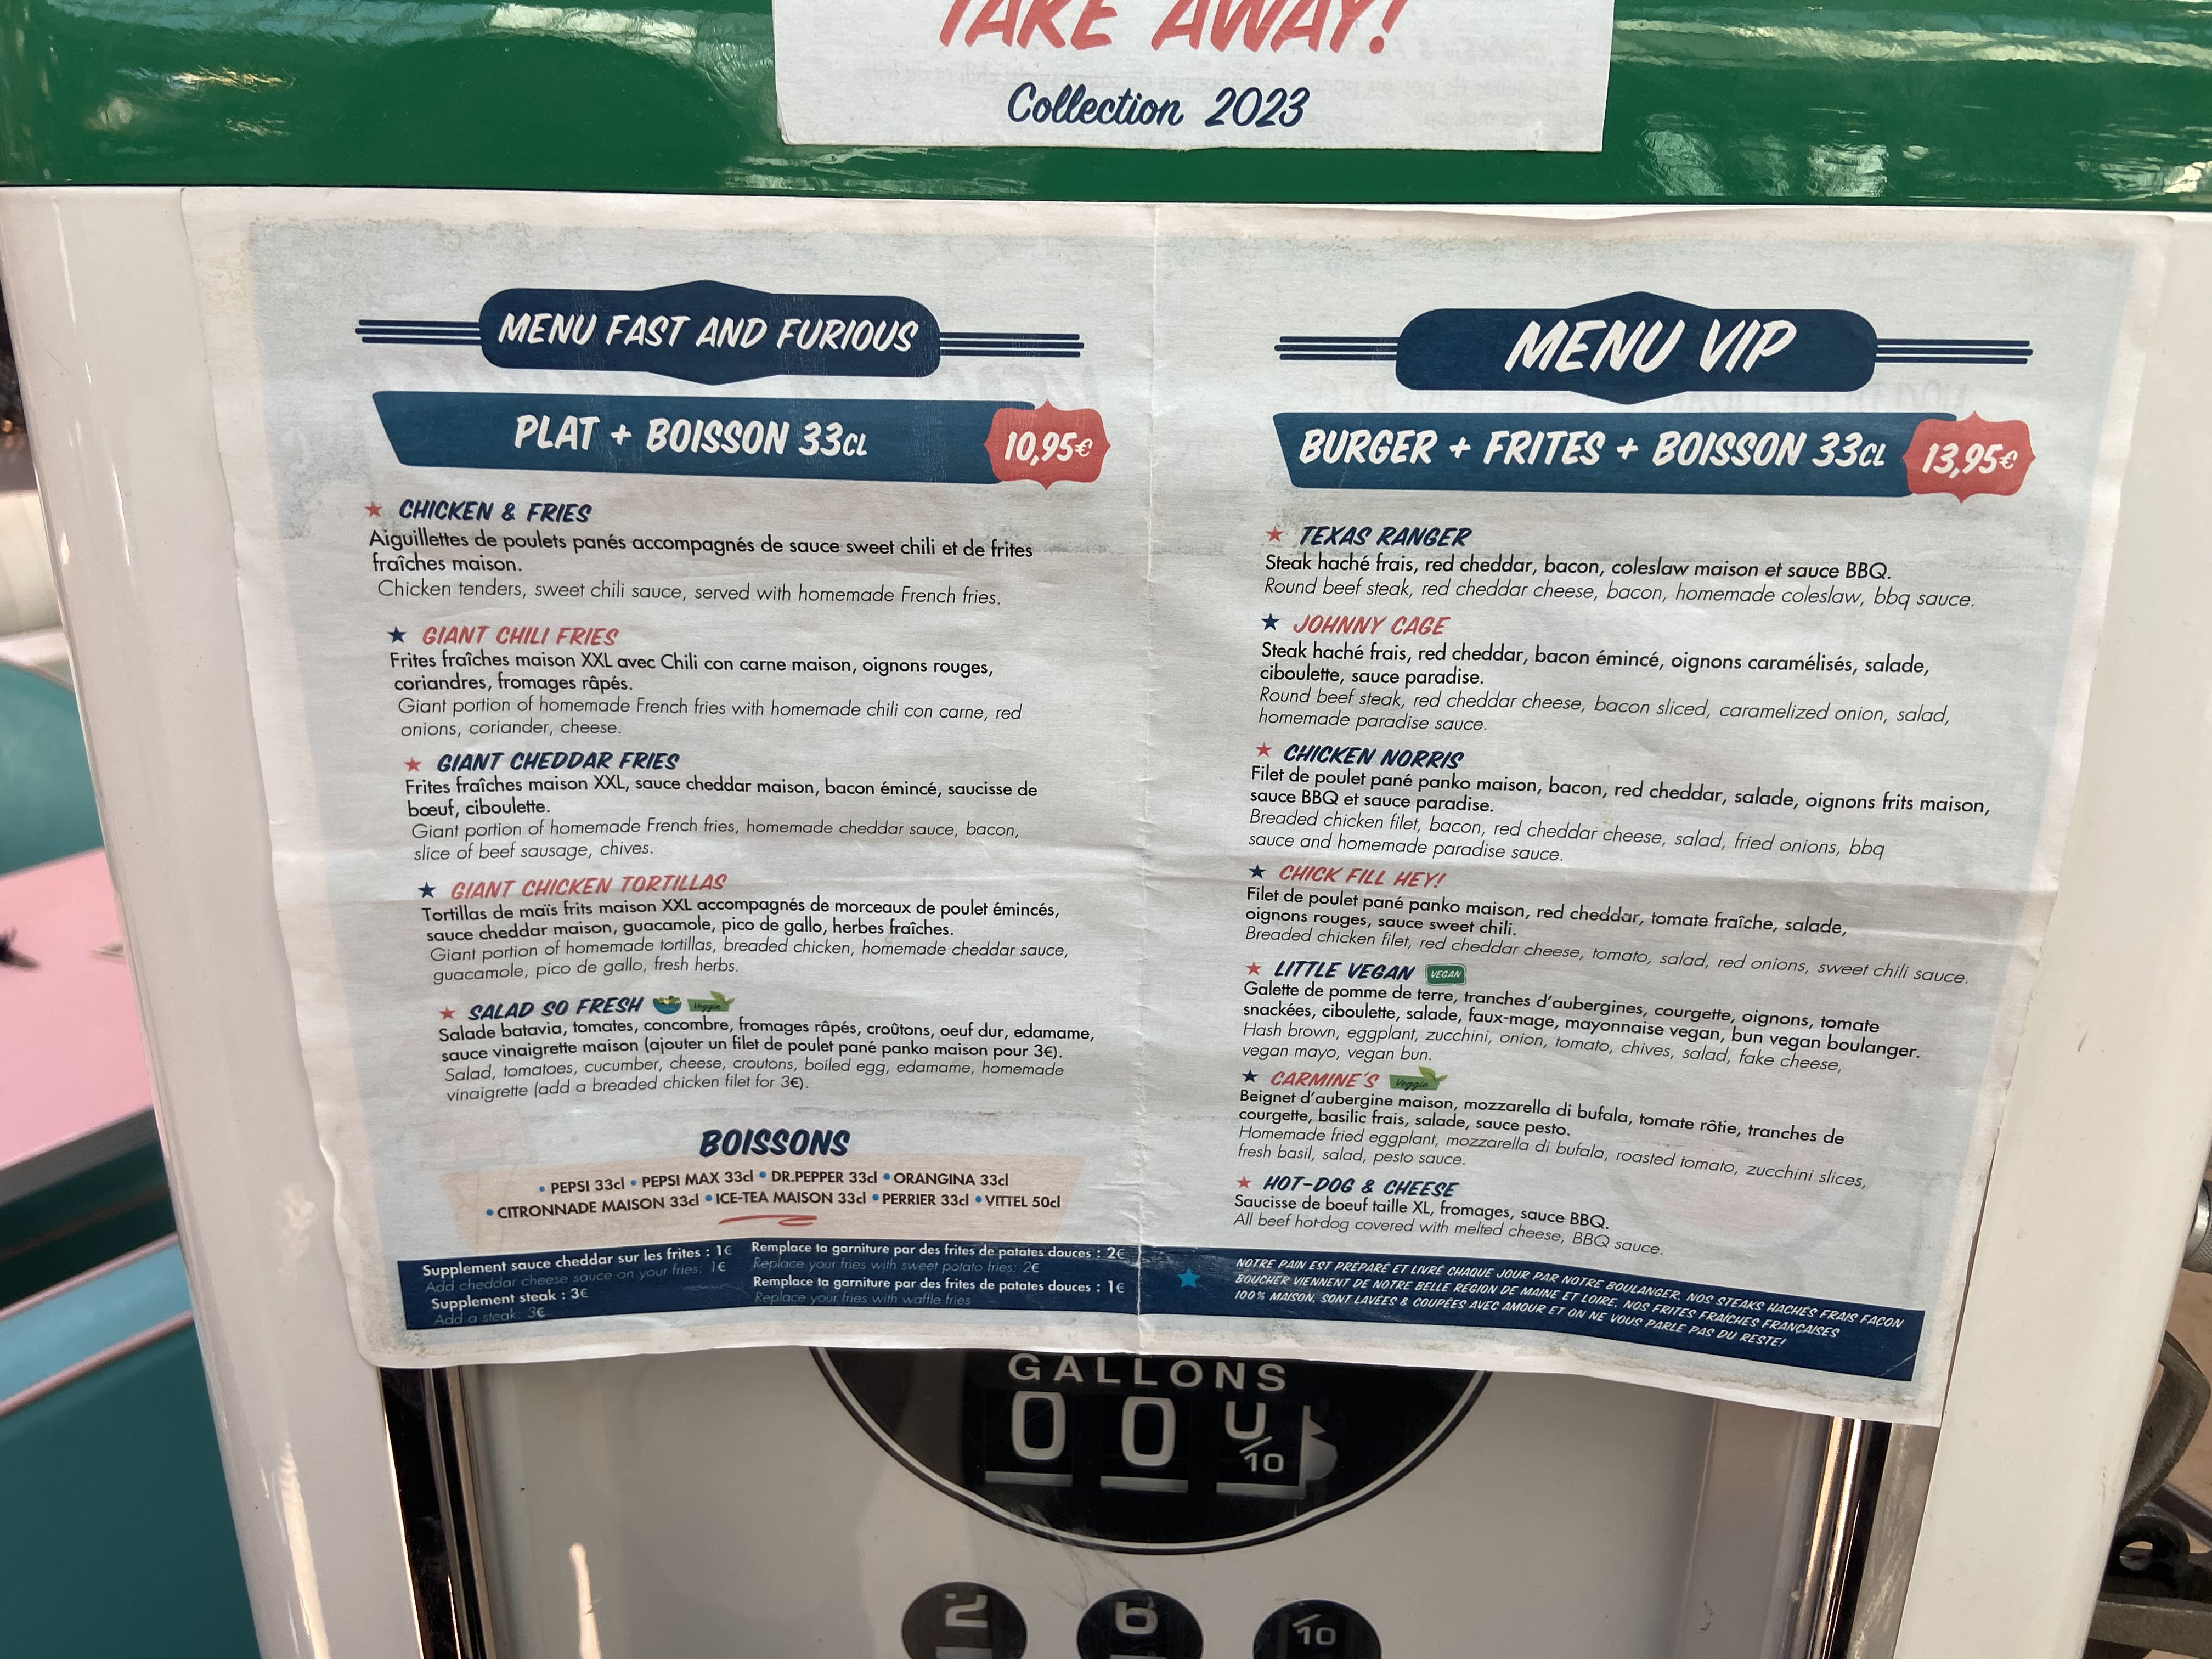 TAKE AWAY!
Collection 2023
MENU FAST AND FURIOUS
PLAT + BOISSON 33CL
10,95€
CHICKEN & FRIES
Aiguillettes de poulets panés accompagnés de sauce sweet chili et de frites
fraîches maison.
Chicken tenders, sweet chili sauce, served with homemade French fries.
GIANT CHILI FRIES
Frites fraîches maison XXL avec Chili con carne maison, oignons rouges,
coriandres, fromages râpés.
Giant portion of homemade French fries with homemade chili con carne, red
onions, coriander, cheese.
GIANT CHEDDAR FRIES
Frites fraîches maison XXL, sauce cheddar maison, bacon émincé, saucisse de
bœuf, ciboulette.
Giant portion of homemade French fries, homemade cheddar sauce, bacon,
slice of beef sausage, chives.
GIANT CHICKEN TORTILLAS
Tortillas de maïs frits maison XXL accompagnés de morceaux de poulet émincés,
sauce cheddar maison, guacamole, pico de gallo, herbes fraîches.
Giant portion of homemade tortillas, breaded chicken, homemade cheddar sauce,
guacamole, pico de gallo, fresh herbs.
SALAD SO FRESH Veggie
Salade batavia, tomates, concombre, fromages râpés, croûtons, oeuf dur, edamame,
sauce vinaigrette maison (ajouter un filet de poulet pané panko maison pour 3€).
Salad, tomatoes, cucumber, cheese, croutons, boiled egg, edamame, homemade
vinaigrette (add a breaded chicken filet for 3€).
BOISSONS
• PEPSI 33cl • PEPSI MAX 33cl • DR.PEPPER 33cl • ORANGINA 33cl
• CITRONNADE MAISON 33cl • ICE-TEA MAISON 33cl • PERRIER 33cl • VITTEL 50cl
Supplement sauce cheddar sur les frites : 1€
Add cheddar cheese sauce on your fries: 1€
Supplement steak : 3€
Add a steak: 3€
Remplace ta garniture par des frites de patates douces : 2€
Replace your fries with sweet potato fries: 2€
Remplace ta garniture par des frites de patates douces : 1€
Replace your fries with waffle fries
MENU VIP
BURGER + FRITES + BOISSON 33CL
13,95€
TEXAS RANGER
Steak haché frais, red cheddar, bacon, coleslaw maison et sauce BBQ.
Round beef steak, red cheddar cheese, bacon, homemade coleslaw, bbq sauce.
JOHNNY CAGE
Steak haché frais, red cheddar, bacon émincé, oignons caramélisés, salade,
ciboulette, sauce paradise.
Round beef steak, red cheddar cheese, bacon sliced, caramelized onion, salad,
homemade paradise sauce.
CHICKEN NORRIS
Filet de poulet pané panko maison, bacon, red cheddar, salade, oignons frits maison,
sauce BBQ et sauce paradise.
Breaded chicken filet, bacon, red cheddar cheese, salad, fried onions, bbq
sauce and homemade paradise sauce.
CHICK FILL HEY!
Filet de poulet pané panko maison, red cheddar, tomate fraîche, salade,
oignons rouges, sauce sweet chili.
Breaded chicken filet, red cheddar cheese, tomato, salad, red onions, sweet chili sauce.
LITTLE VEGAN VEGAN
Galette de pomme de terre, tranches d'aubergines, courgette, oignons, tomate
snackées, ciboulette, salade, faux-mage, mayonnaise vegan, bun vegan boulanger.
Hash brown, eggplant, zucchini, onion, tomato, chives, salad, fake cheese,
vegan mayo, vegan bun.
CARMINE'S Veggie
Beignet d'aubergine maison, mozzarella di bufala, tomate rôtie, tranches de
courgette, basilic frais, salade, sauce pesto.
Homemade fried eggplant, mozzarella di bufala, roasted tomato, zucchini slices,
fresh basil, salad, pesto sauce.
HOT-DOG & CHEESE
Saucisse de boeuf taille XL, fromages, sauce BBQ.
All beef hot-dog covered with melted cheese, BBQ sauce.
NOTRE PAIN EST PRÉPARÉ ET LIVRÉ CHAQUE JOUR PAR NOTRE BOULANGER. NOS STEAKS HACHÉS FRAIS FAÇON
BOUCHER VIENNENT DE NOTRE BELLE RÉGION DE MAINE ET LOIRE. NOS FRITES FRAÎCHES FRANÇAISES
100% MAISON, SONT LAVÉES & COUPÉES AVEC AMOUR ET ON NE VOUS PARLE PAS DU RESTE!
GALLONS
0 0 0/10
2 6 /10